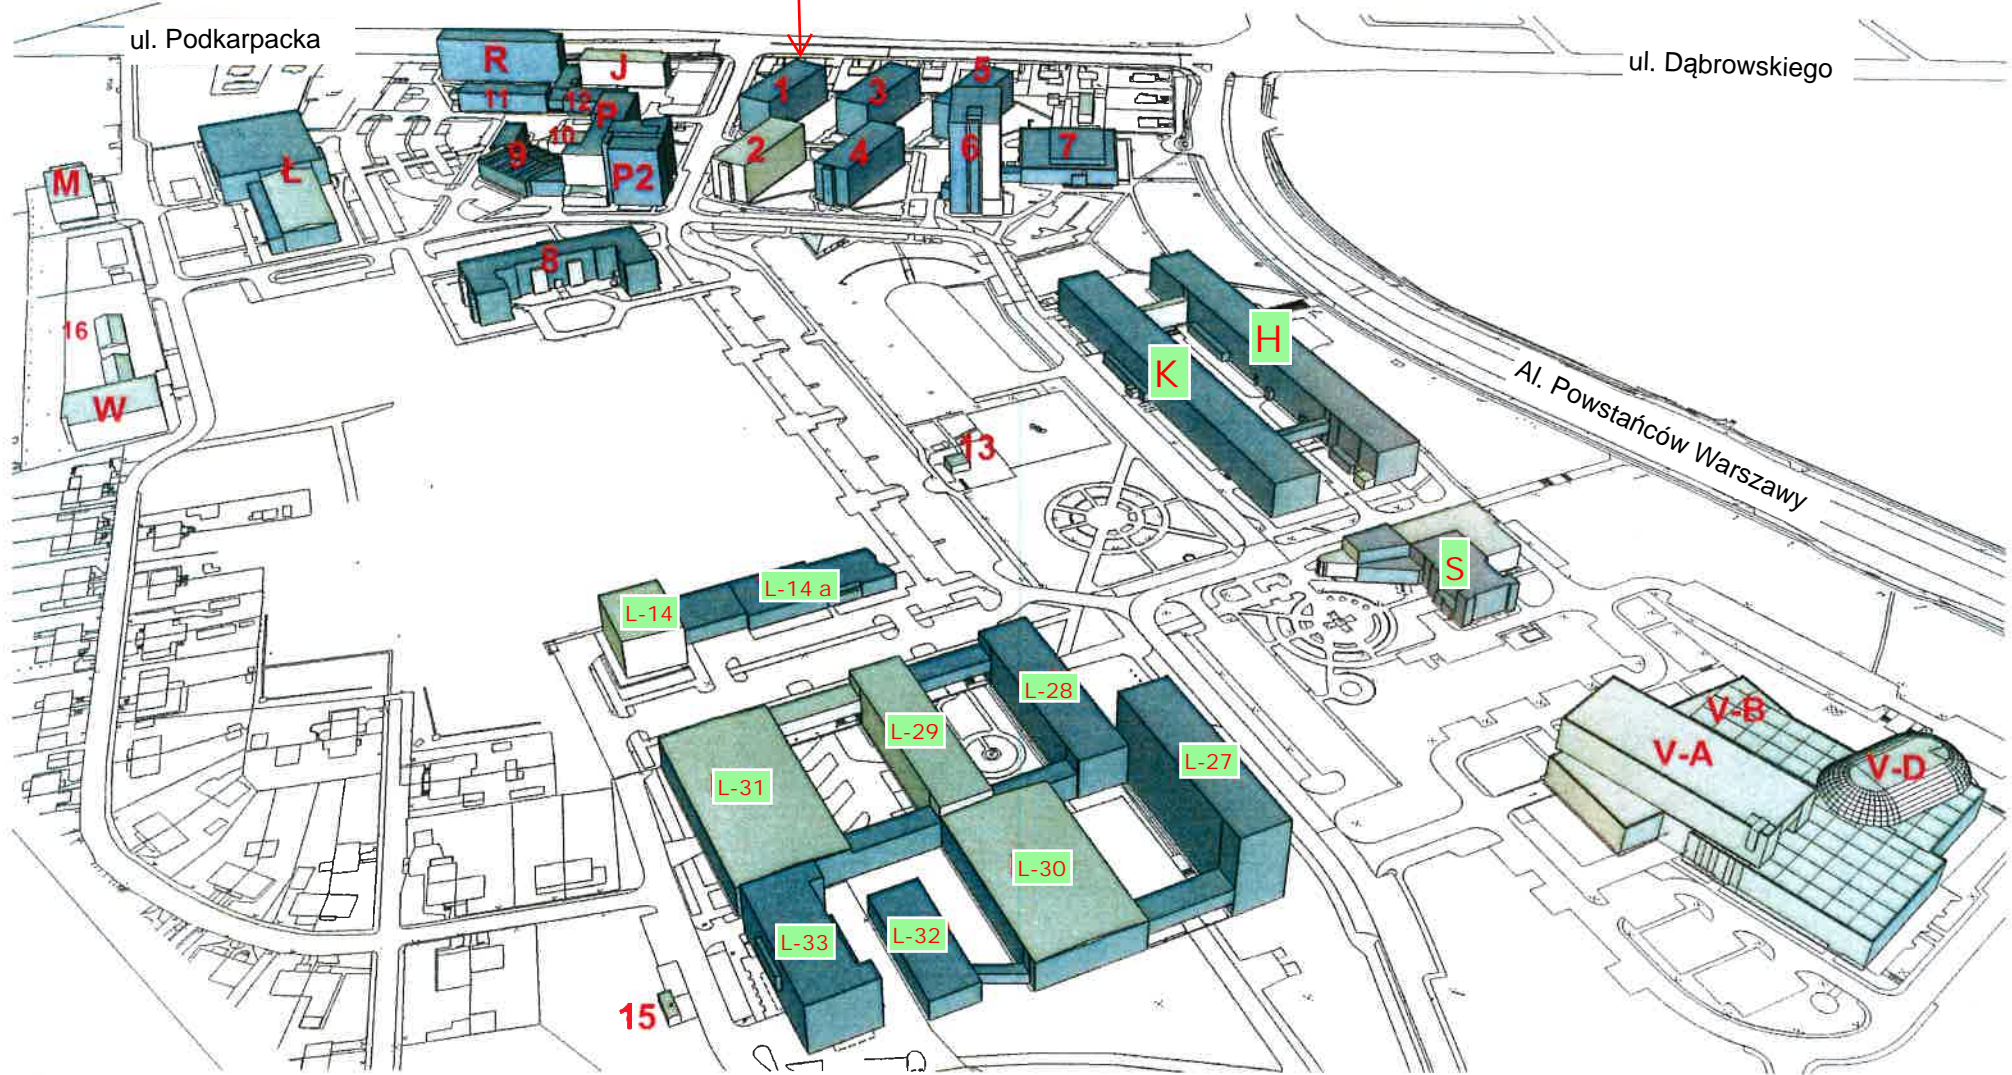 ul. Podkarpacka
ul. Dąbrowskiego
R
J
5
11
12
P
1
3
10
9
2
4
6
7
Ł
M
P2
8
16
H
K
Al. Powstańców Warszawy
W
13
S
L-14 a
L-14
L-28
V-B
L-29
V-A
L-27
V-D
L-31
L-30
L-33
L-32
15